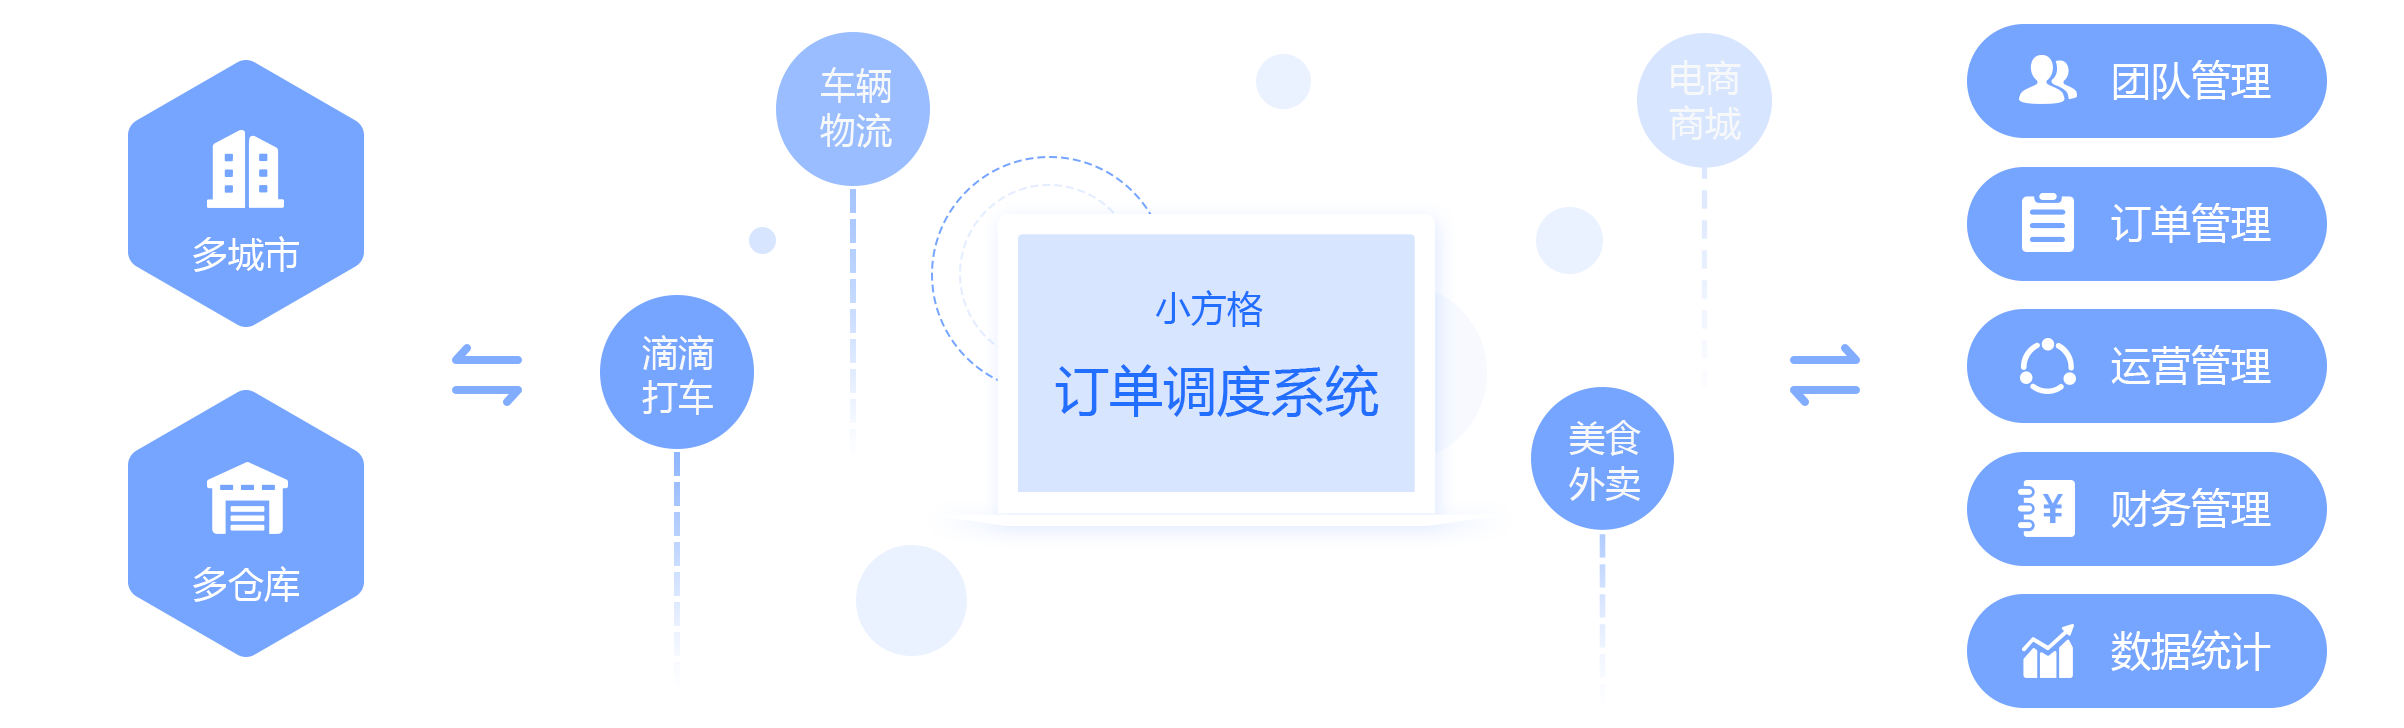 多城市
多仓库
车辆
物流
滴滴
打车
小方格
订单调度系统
电商
商城
美食
外卖
团队管理
订单管理
运营管理
财务管理
数据统计